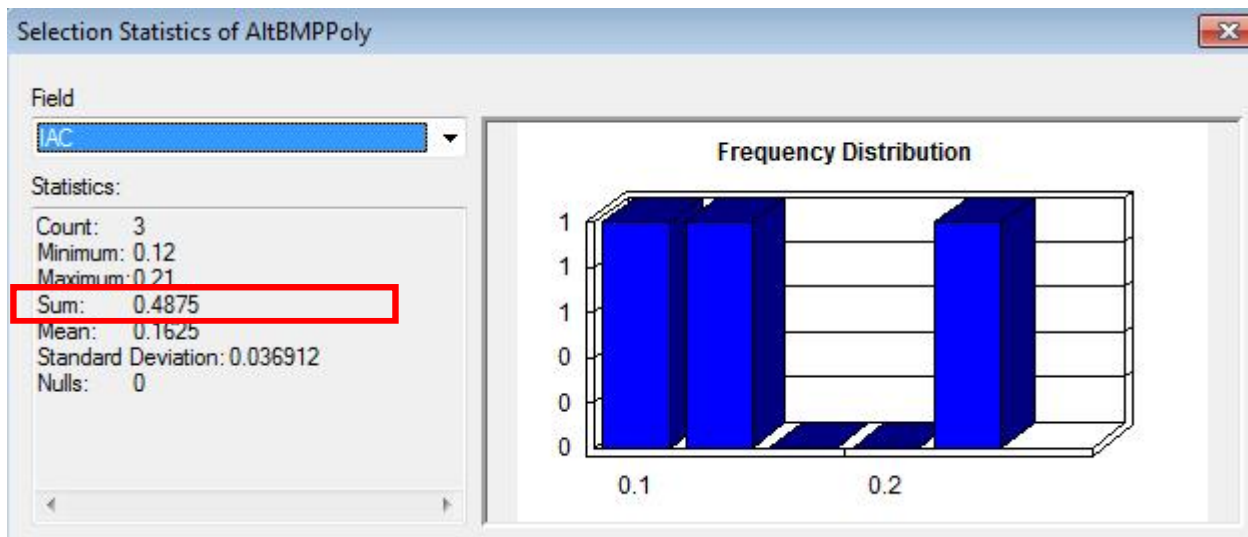 Selection Statistics of AltBMPPoly
Field
IAC
Statistics:
Count: 3
Minimum: 0.12
Maximum: 0.21
Sum: 0.4875
Mean: 0.1625
Standard Deviation: 0.036912
Nulls: 0
Frequency Distribution
1
1
1
0
0
0
0.1 0.2